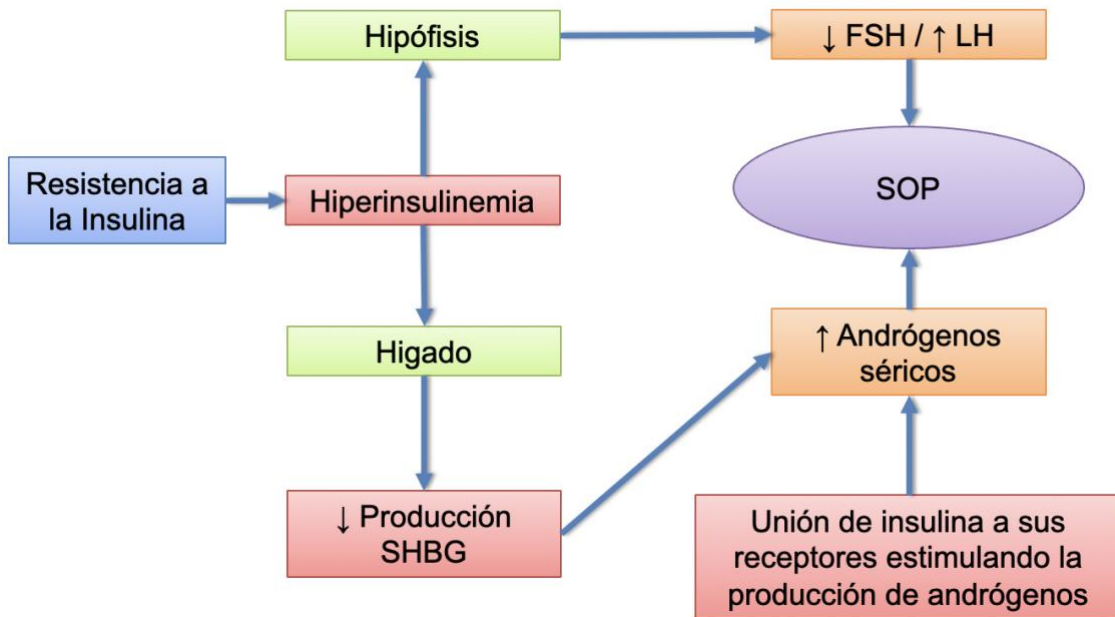 Hipófisis
↓ FSH / ↑ LH
Resistencia a
la Insulina
Hiperinsulinemia
SOP
Higado
↑ Andrógenos
séricos
↓ Producción
SHBG
Unión de insulina a sus
receptores estimulando la
producción de andrógenos